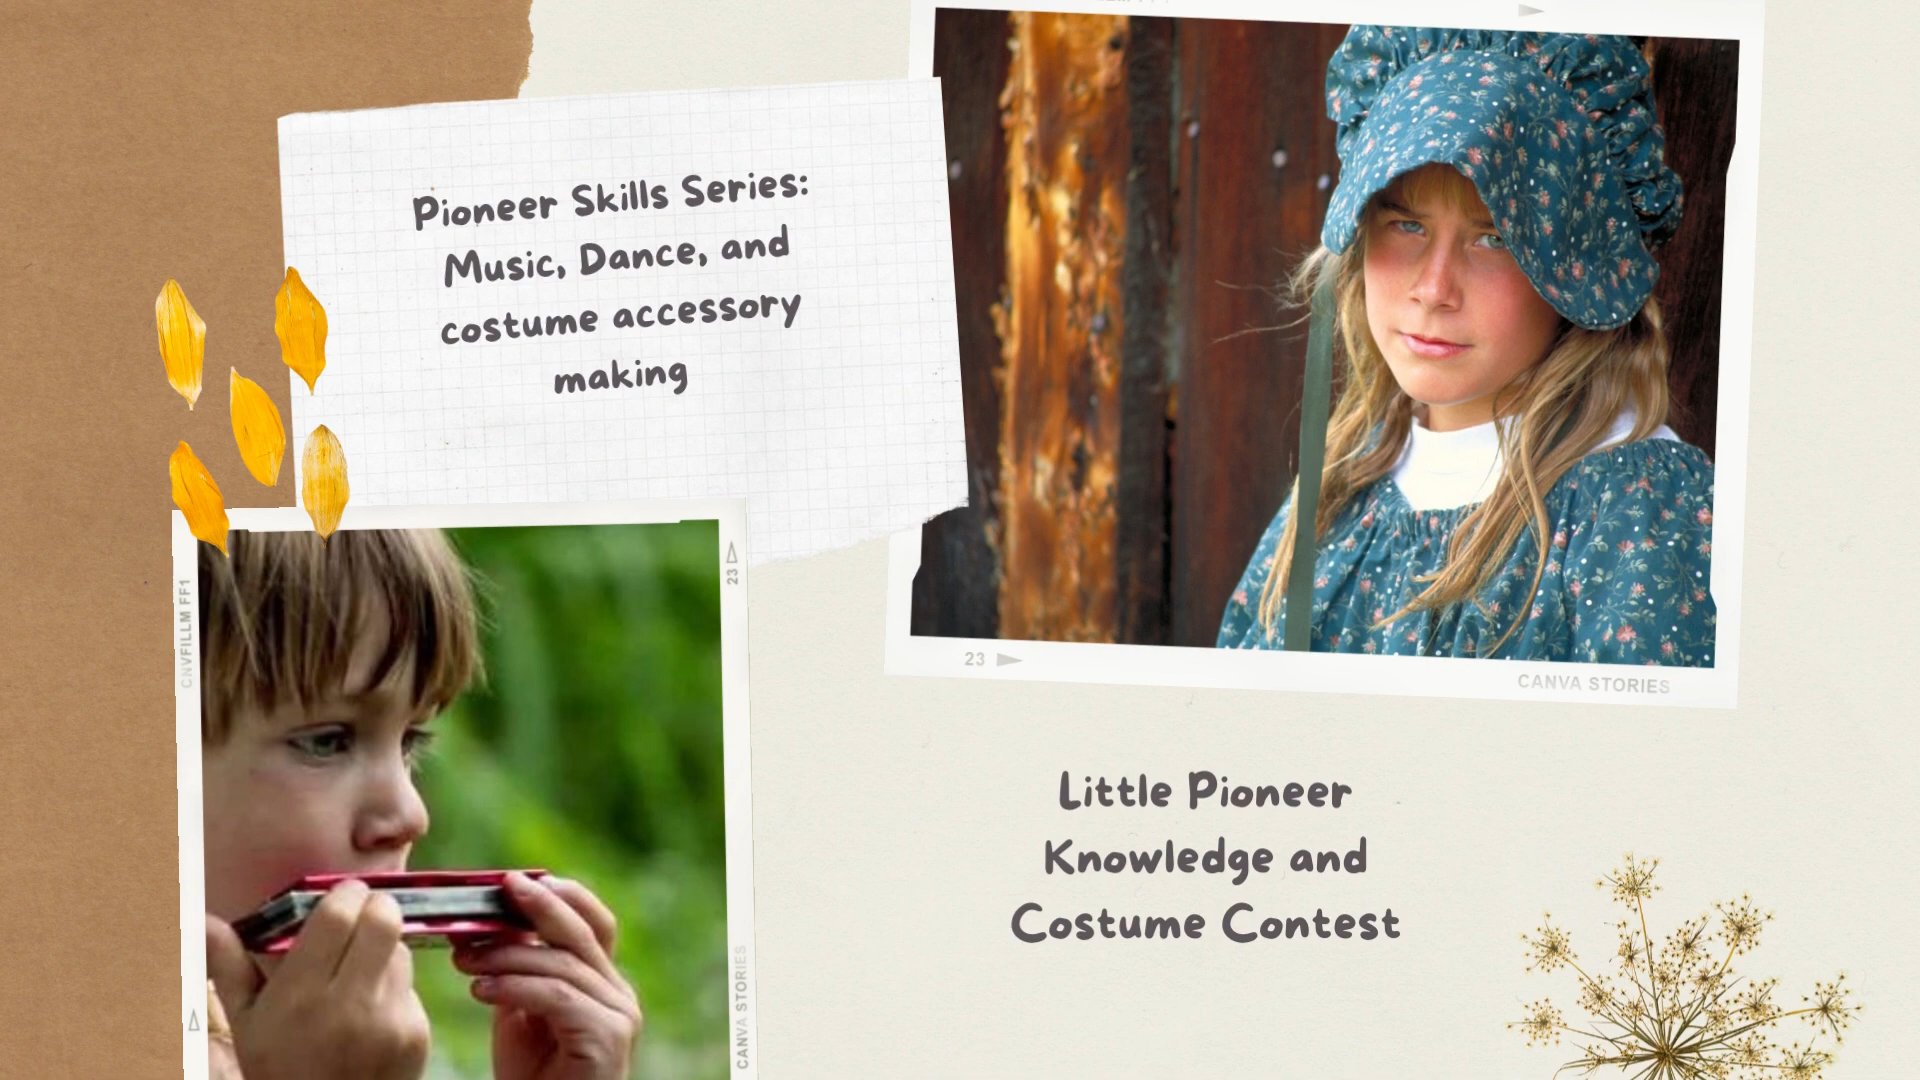 Pioneer Skills Series:
Music, Dance, and
costume accessory
making
23
CANVA STORIES
CNVFILLM FF1
23
CANVA STORIES
Little Pioneer
Knowledge and
Costume Contest